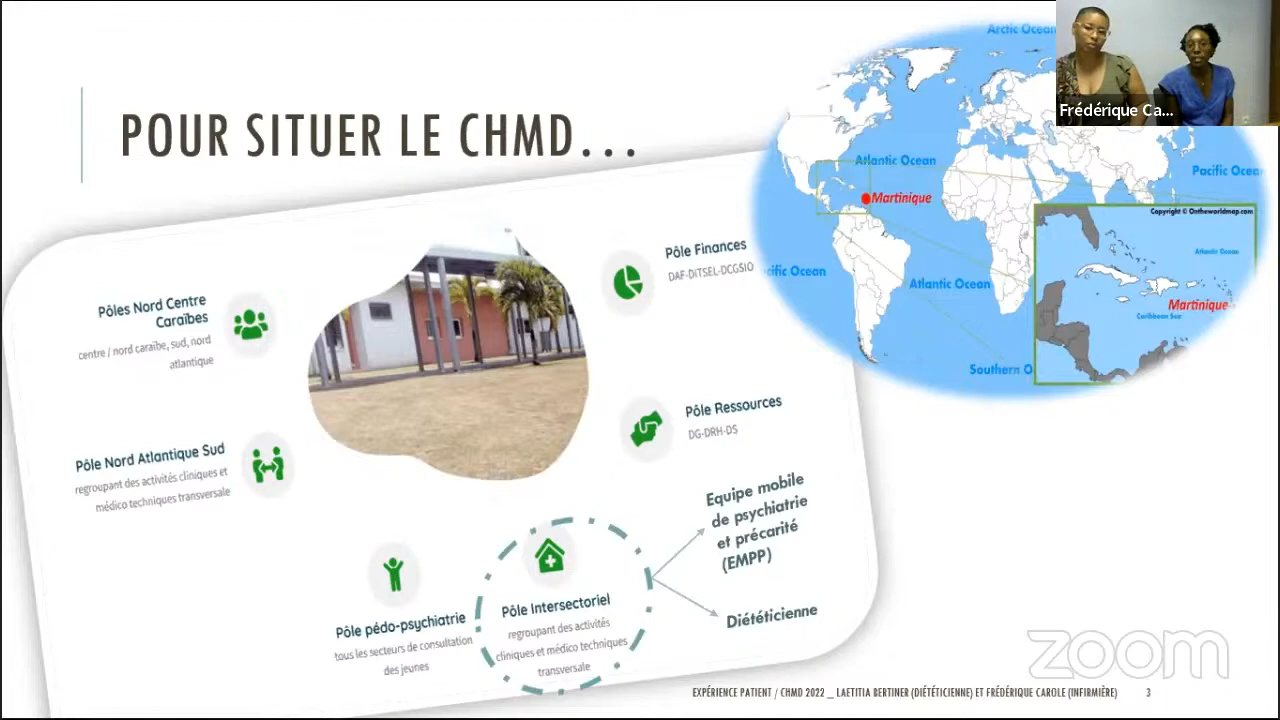 POUR SITUER LE CHMD...
Pôles Nord Centre
Caraïbes
centre / nord caraïbe, sud, nord
atlantique
Pôle Nord Atlantique Sud
regroupant des activités cliniques et
médico techniques transversale
Pôle pédo-psychiatrie
tous les secteurs de consultation
des jeunes
Pôle Intersectoriel
regroupant des activités
cliniques et médico techniques
transversale
Pôle Finances
DAF-DiTSEL-DCGSIO
Pôle Ressources
DG-DRH-DS
Equipe mobile
de psychiatrie
et précarité
(EMPP)
Diététicienne
Arctic Ocean
Atlantic Ocean
Martinique
Pacific Ocean
cific Ocean
Atlantic Ocean
Southern O
Copyright © Ontheworldmap.com
Atlantic Ocean
Martinique
Caribbean Sea
Frédérique Ca...
zoom
EXPÉRIENCE PATIENT / CHMD 2022 _ LAETITIA BERTINER (DIÉTÉTICIENNE) ET FRÉDÉRIQUE CAROLE (INFIRMIÈRE)
3